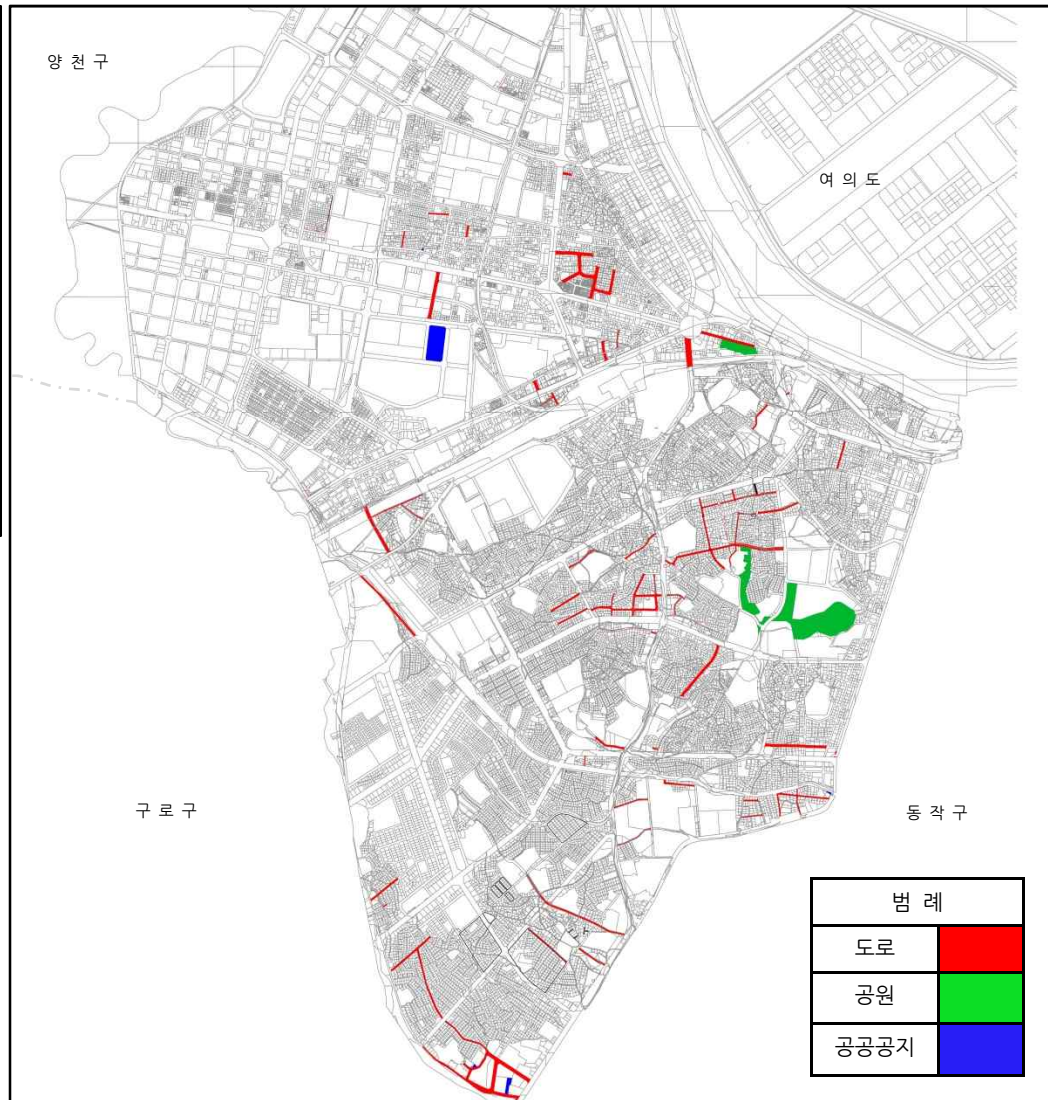 양 천 구
여 의 도
구 로 구
동 작 구
범 례
도로
공원
공공공지